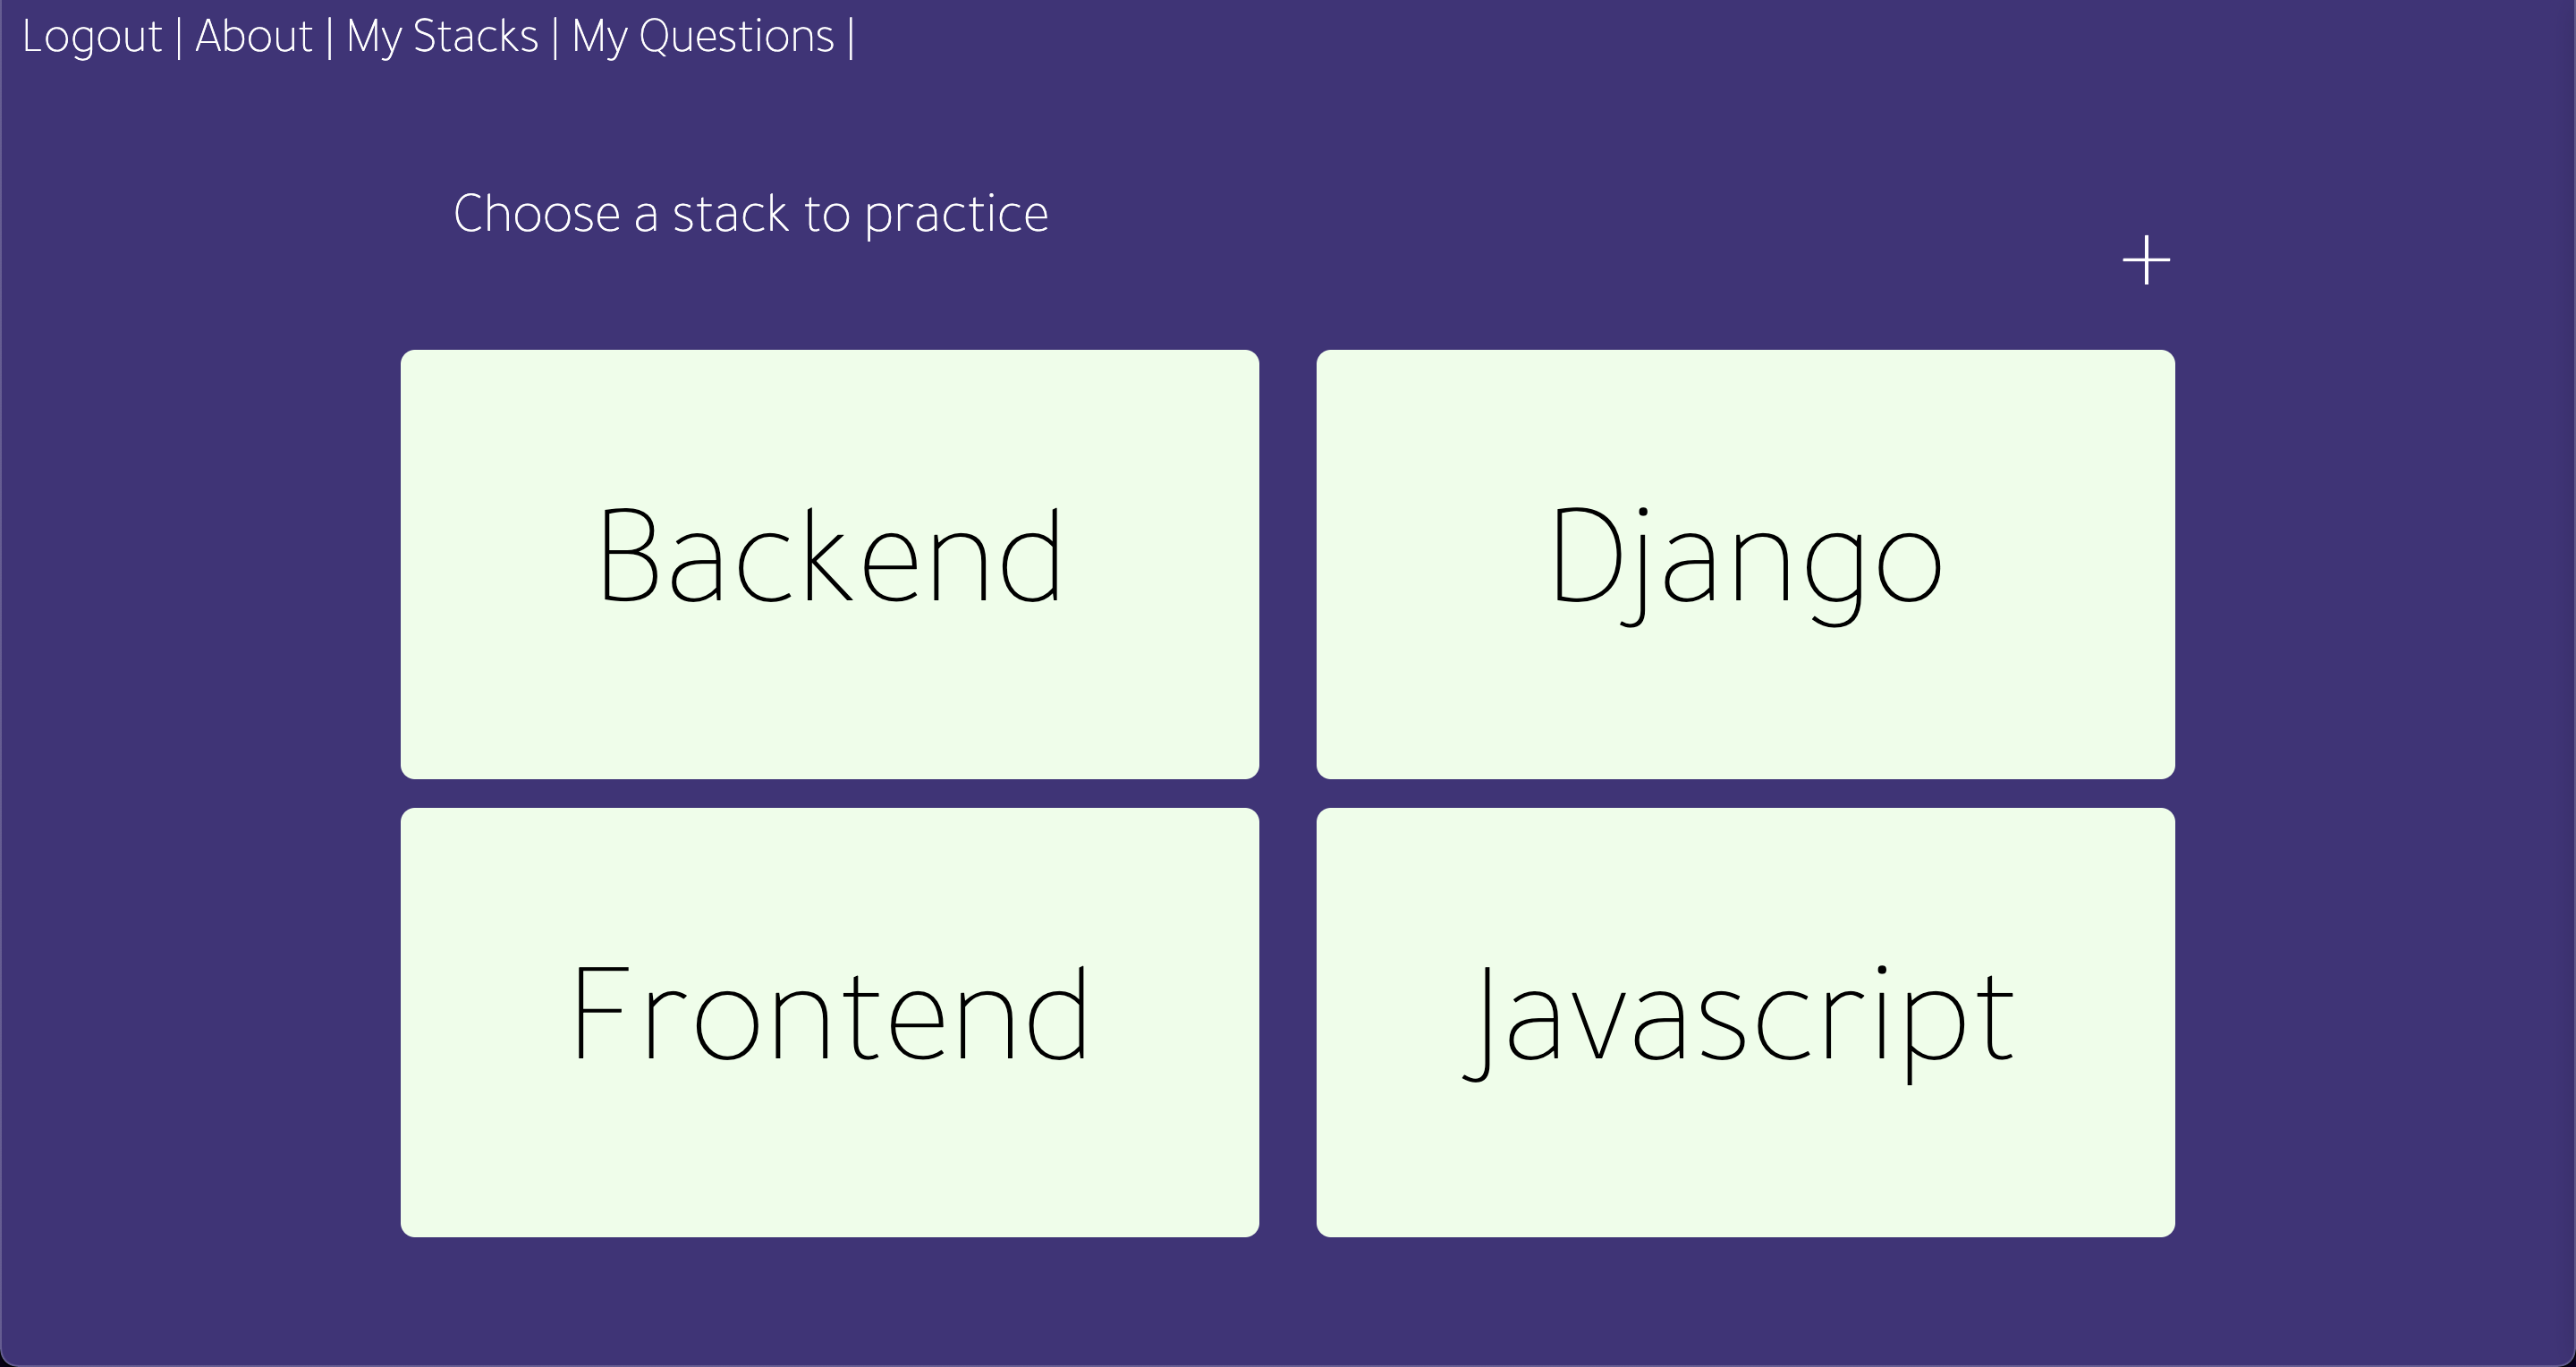 Logout | About | My Stacks | My Questions |
Choose a stack to practice
+
Backend
Django
Frontend
Javascript